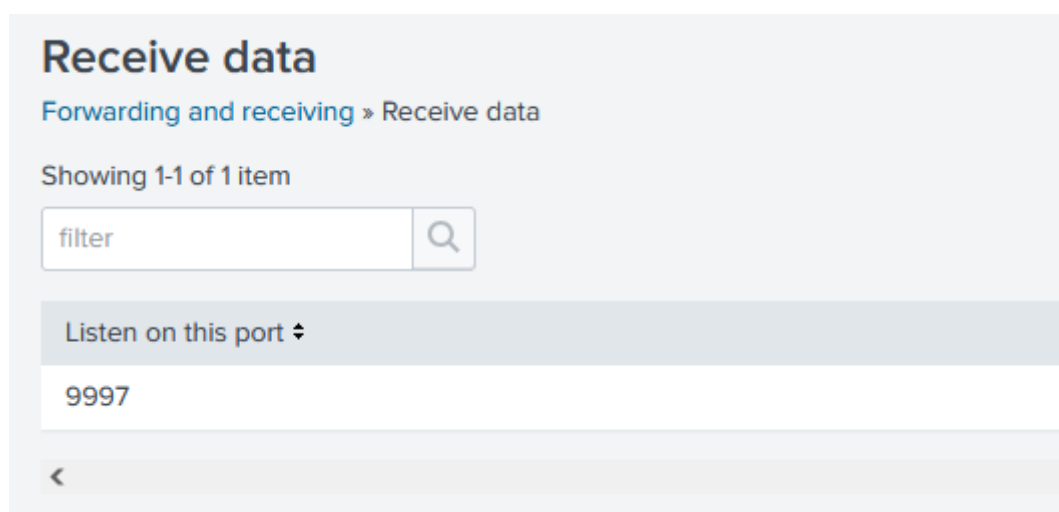 Receive data
Forwarding and receiving » Receive data
Showing 1-1 of 1 item
filter
Listen on this port
9997